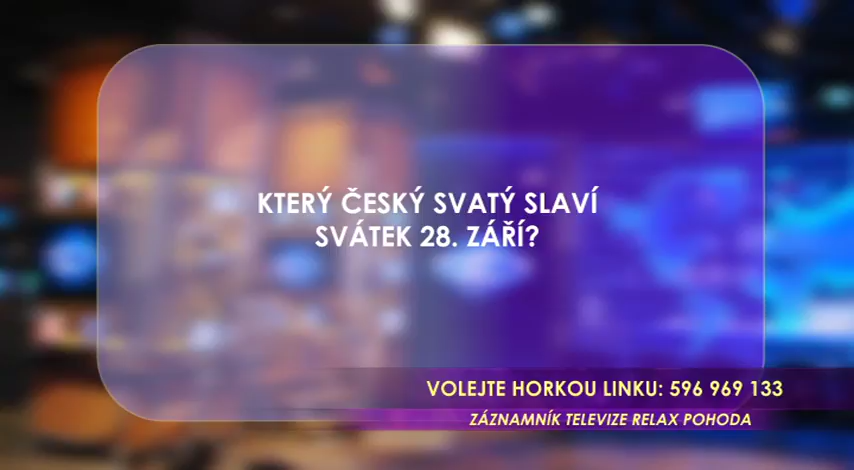 KTERÝ ČESKÝ SVATÝ SLAVÍ
SVÁTEK 28. ZÁŘÍ?
VOLEJTE HORKOU LINKU: 596 969 133
ZÁZNAMNÍK TELEVIZE RELAX POHODA